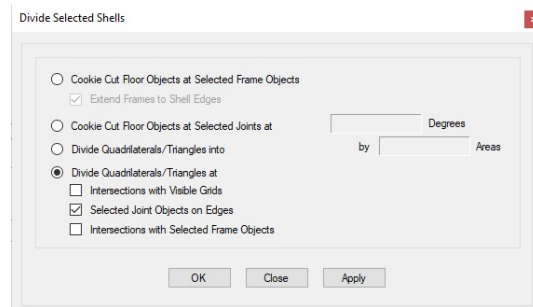 Divide Selected Shells
Cookie Cut Floor Objects at Selected Frame Objects
Extend Frames to Shell Edges
Cookie Cut Floor Objects at Selected Joints at Degrees
Divide Quadrilaterals/Triangles into by Areas
Divide Quadrilaterals/Triangles at
Intersections with Visible Grids
Selected Joint Objects on Edges
Intersections with Selected Frame Objects
OK Close Apply